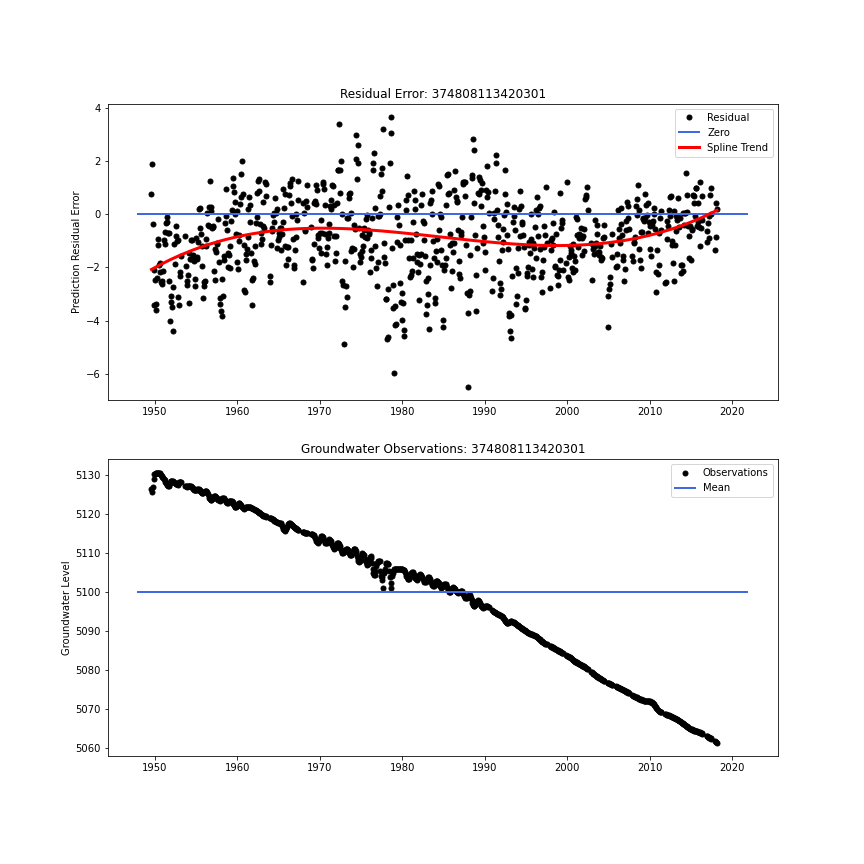 Residual Error: 374808113420301
Prediction Residual Error
4
2
0
−2
−4
−6
Residual
Zero
Spline Trend
1950 1960 1970 1980 1990 2000 2010 2020
Groundwater Observations: 374808113420301
Groundwater Level
5130
5120
5110
5100
5090
5080
5070
5060
Observations
Mean
1950 1960 1970 1980 1990 2000 2010 2020